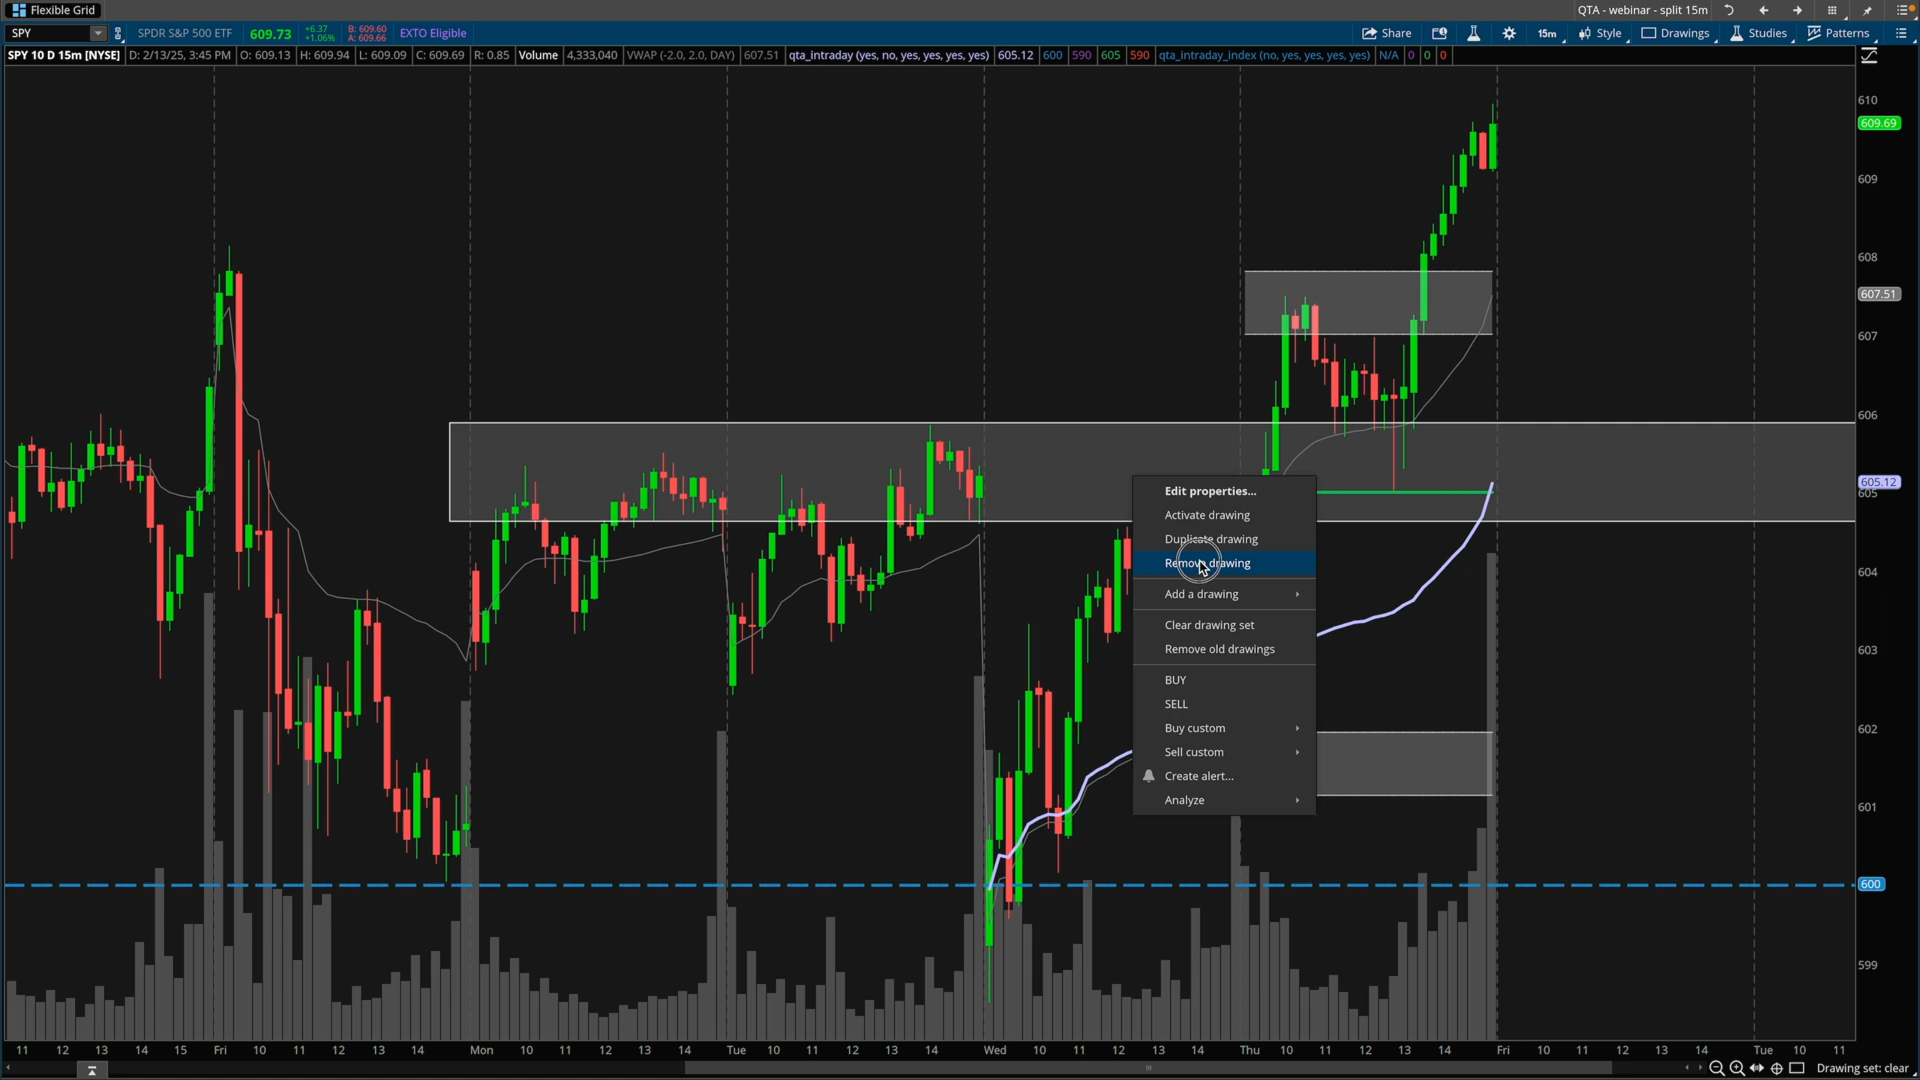 Flexible Grid
QTA - webinar - split 15m
SPY
SPDR S&P 500 ETF
609.73
+6.37
+1.06%
B: 609.60
A: 609.66
EXTO Eligible
Share
15m
Style
Drawings
Studies
Patterns
SPY 10 D 15m [NYSE]
D: 2/13/25, 3:45 PM
O: 609.13
H: 609.94
L: 609.09
C: 609.69
R: 0.85
Volume
4,333,040
VWAP (-2.0, 2.0, DAY)
607.51
qta_intraday (yes, no, yes, yes, yes, yes)
605.12
600
590
605
590
qta_intraday_index (no, yes, yes, yes, yes)
N/A
0
0
0
610
609.69
609
608
607.51
607
606
605.12
605
604
603
602
601
600
599
Edit properties...
Activate drawing
Duplicate drawing
Remove drawing
Add a drawing
Clear drawing set
Remove old drawings
BUY
SELL
Buy custom
Sell custom
Create alert...
Analyze
11 12 13 14 15 Fri 10 11 12 13 14 Mon 10 11 12 13 14 Tue 10 11 12 13 14 Wed 10 11 12 13 14 Thu 10 11 12 13 14 Fri 10 11 12 13 14 Tue 10 11
Drawing set: clear